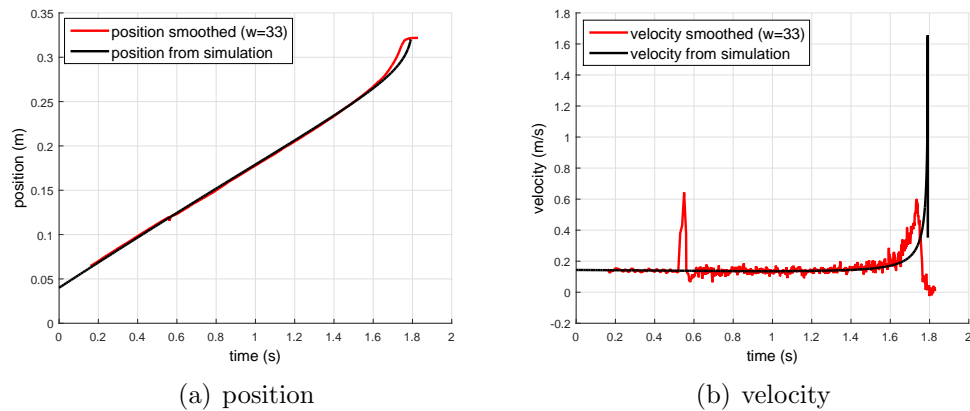 position smoothed (w=33)
position from simulation
0.35
0.3
0.25
0.2
0.15
0.1
0.05
0
position (m)
0 0.2 0.4 0.6 0.8 1 1.2 1.4 1.6 1.8 2
time (s)
(a) position
velocity smoothed (w=33)
velocity from simulation
1.8
1.6
1.4
1.2
1
0.8
0.6
0.4
0.2
0
-0.2
velocity (m/s)
0 0.2 0.4 0.6 0.8 1 1.2 1.4 1.6 1.8 2
time (s)
(b) velocity